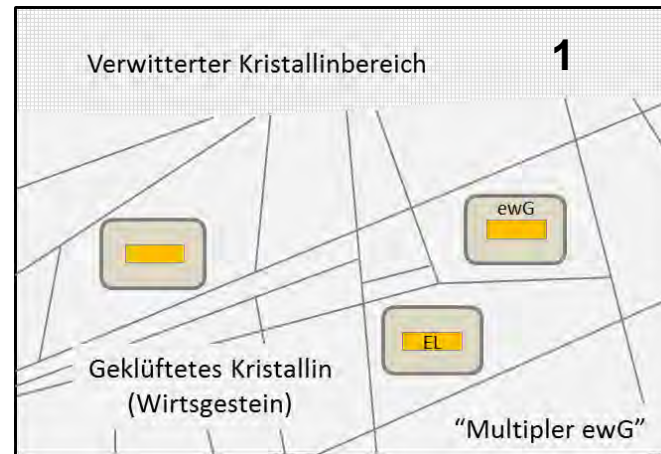 Verwitterter Kristallinbereich
1
ewG
EL
Geklüftetes Kristallin
(Wirtsgestein)
“Multipler ewG”